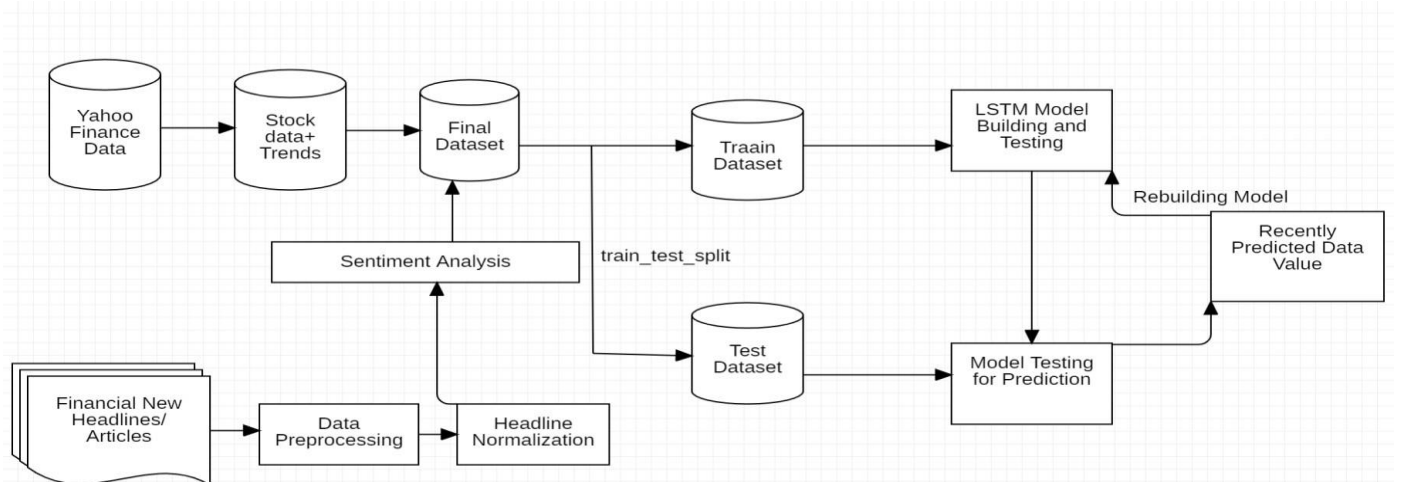 Yahoo
Finance
Data
Stock
data+
Trends
Final
Dataset
Traain
Dataset
LSTM Model
Building and
Testing
Rebuilding Model
Recently
Predicted Data
Value
Sentiment Analysis
train_test_split
Test
Dataset
Model Testing
for Prediction
Financial New
Headlines/
Articles
Data
Preprocessing
Headline
Normalization